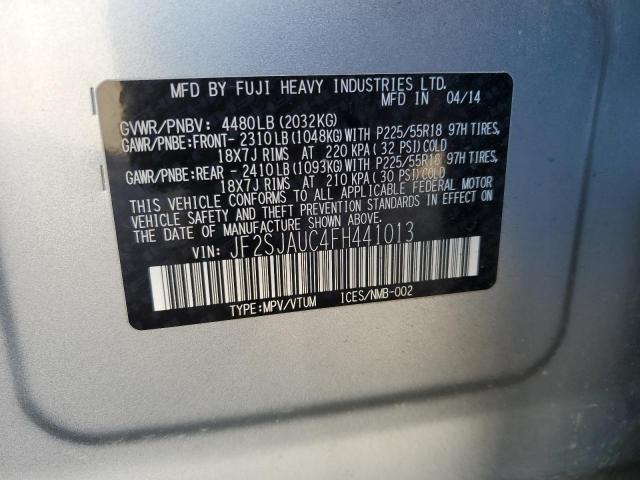 MFD BY FUJI HEAVY INDUSTRIES LTD.
MFD IN 04/14
GVWR/PNBV: 4480LB(2032KG)
GAWR/PNBE:FRONT- 2310LB(1048KG)WITH P225/55R18 97H TIRES,
18X7J RIMS AT 220 KPA( 32 PSI)COLD
GAWR/PNBE:REAR - 2410LB(1093KG)WITH P225/55R18 97H TIRES,
18X7J RIMS AT 210 KPA( 30 PSI)COLD
THIS VEHICLE CONFORMS TO ALL APPLICABLE FEDERAL MOTOR
VEHICLE SAFETY AND THEFT PREVENTION STANDARDS IN EFFECT
ON THE DATE OF MANUFACTURE SHOWN ABOVE.
VIN: JF2SJAUC4FH441013
TYPE:MPV/VTUM ICES/NMB-002